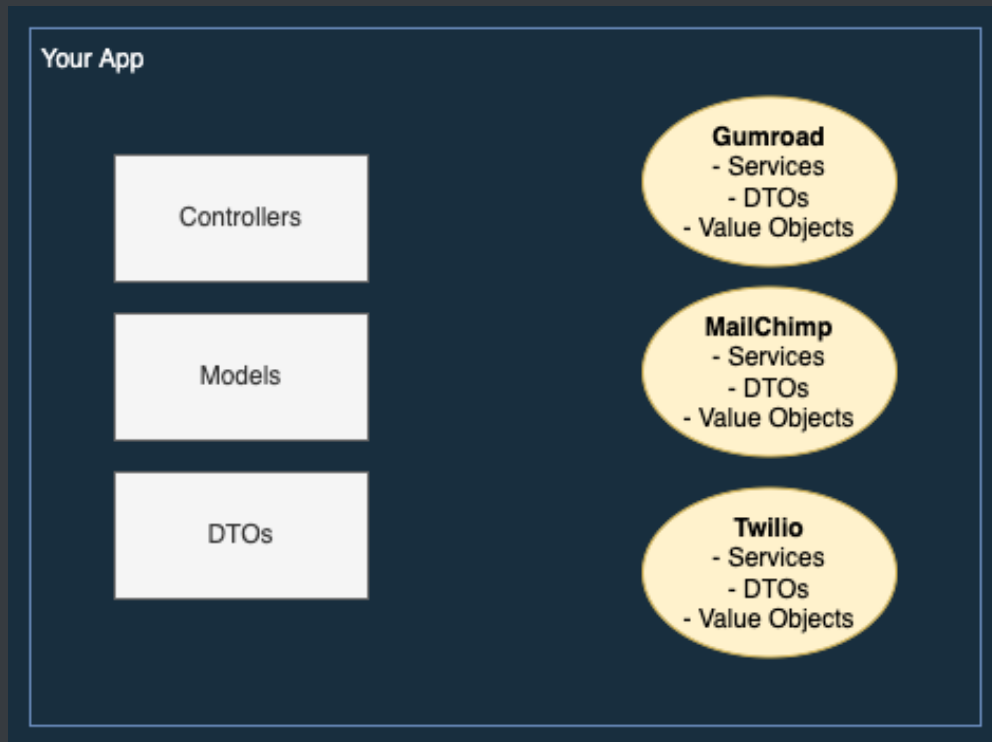 Your App
Controllers
Models
DTOs
Gumroad
- Services
- DTOs
- Value Objects
MailChimp
- Services
- DTOs
- Value Objects
Twilio
- Services
- DTOs
- Value Objects